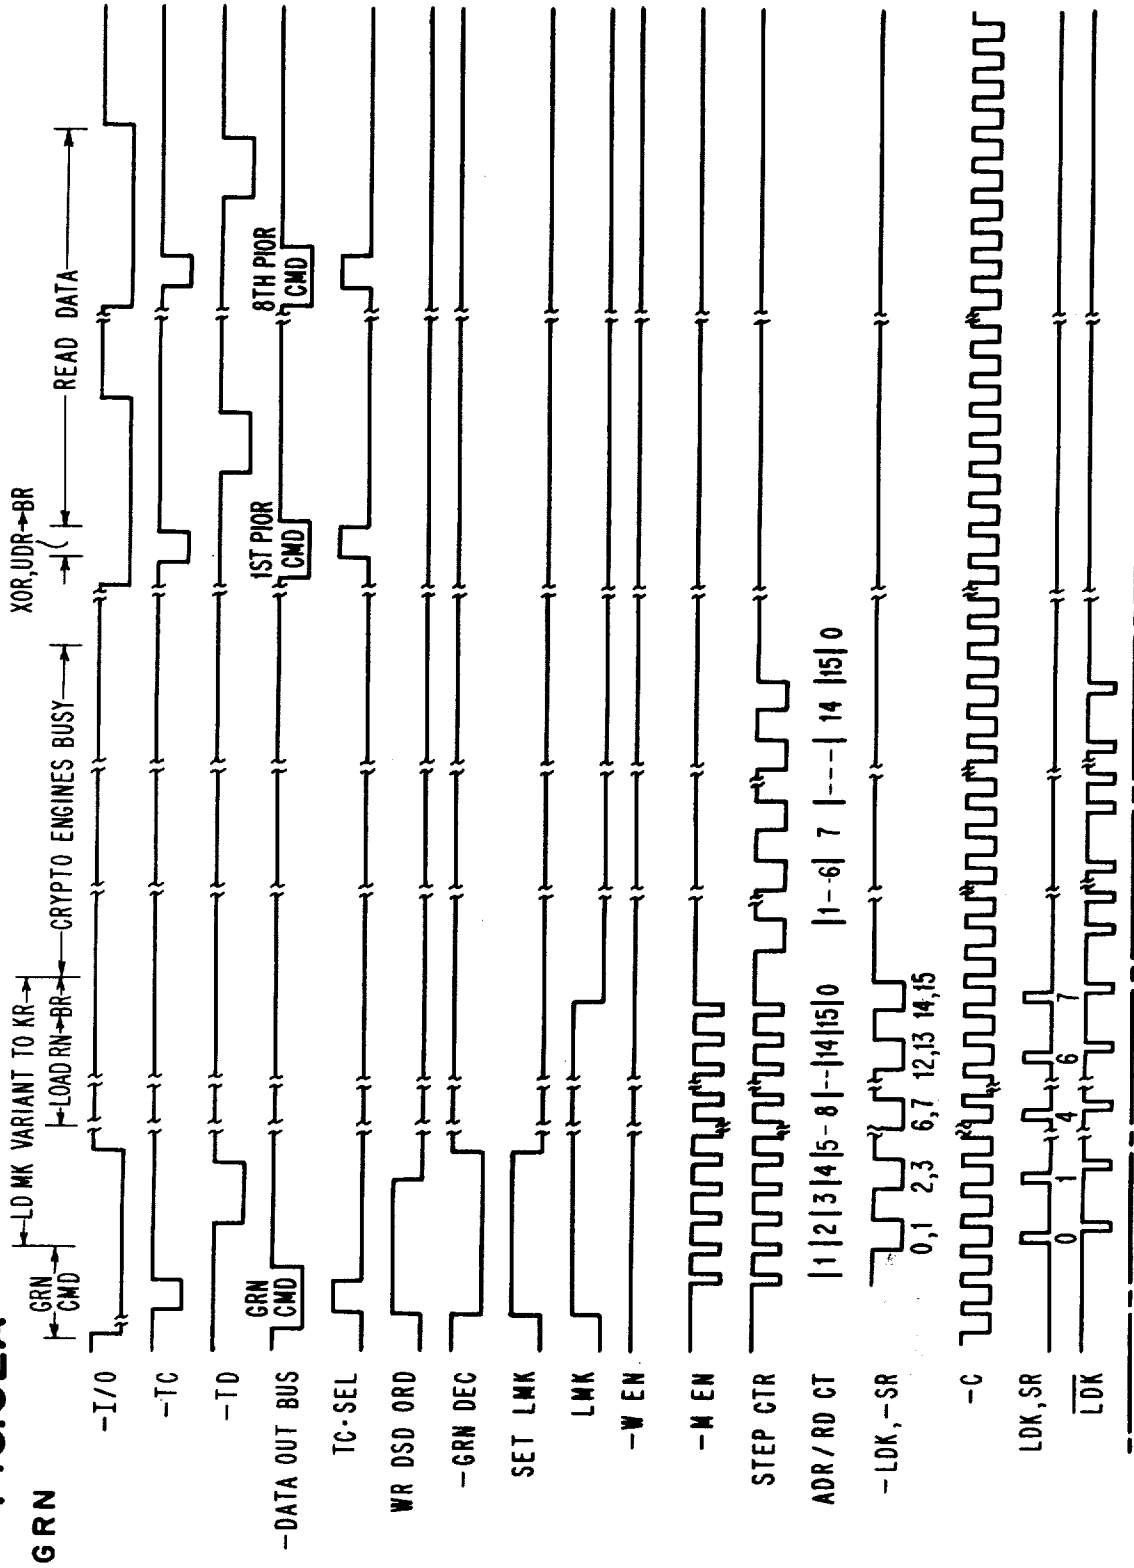 GRN
XOR,UDR→BR
GRN CMD
LD MK VARIANT TO KR
LOAD RN→BR
CRYPTO ENGINES BUSY
READ DATA
-I/O
-TC
-TD
-DATA OUT BUS
GRN CMD
1ST PIOR CMD
8TH PIOR CMD
TC·SEL
WR DSD ORD
-GRN DEC
SET LMK
LMK
-W EN
-M EN
STEP CTR
ADR/RD CT
|1|2|3|4|5-8|--|14|15|0
|1--6|7|---|14|15|0
-LDK,-SR
0,1 2,3 6,7 12,13 14,15
-C
LDK,SR
0 1 4 6 7
LDK